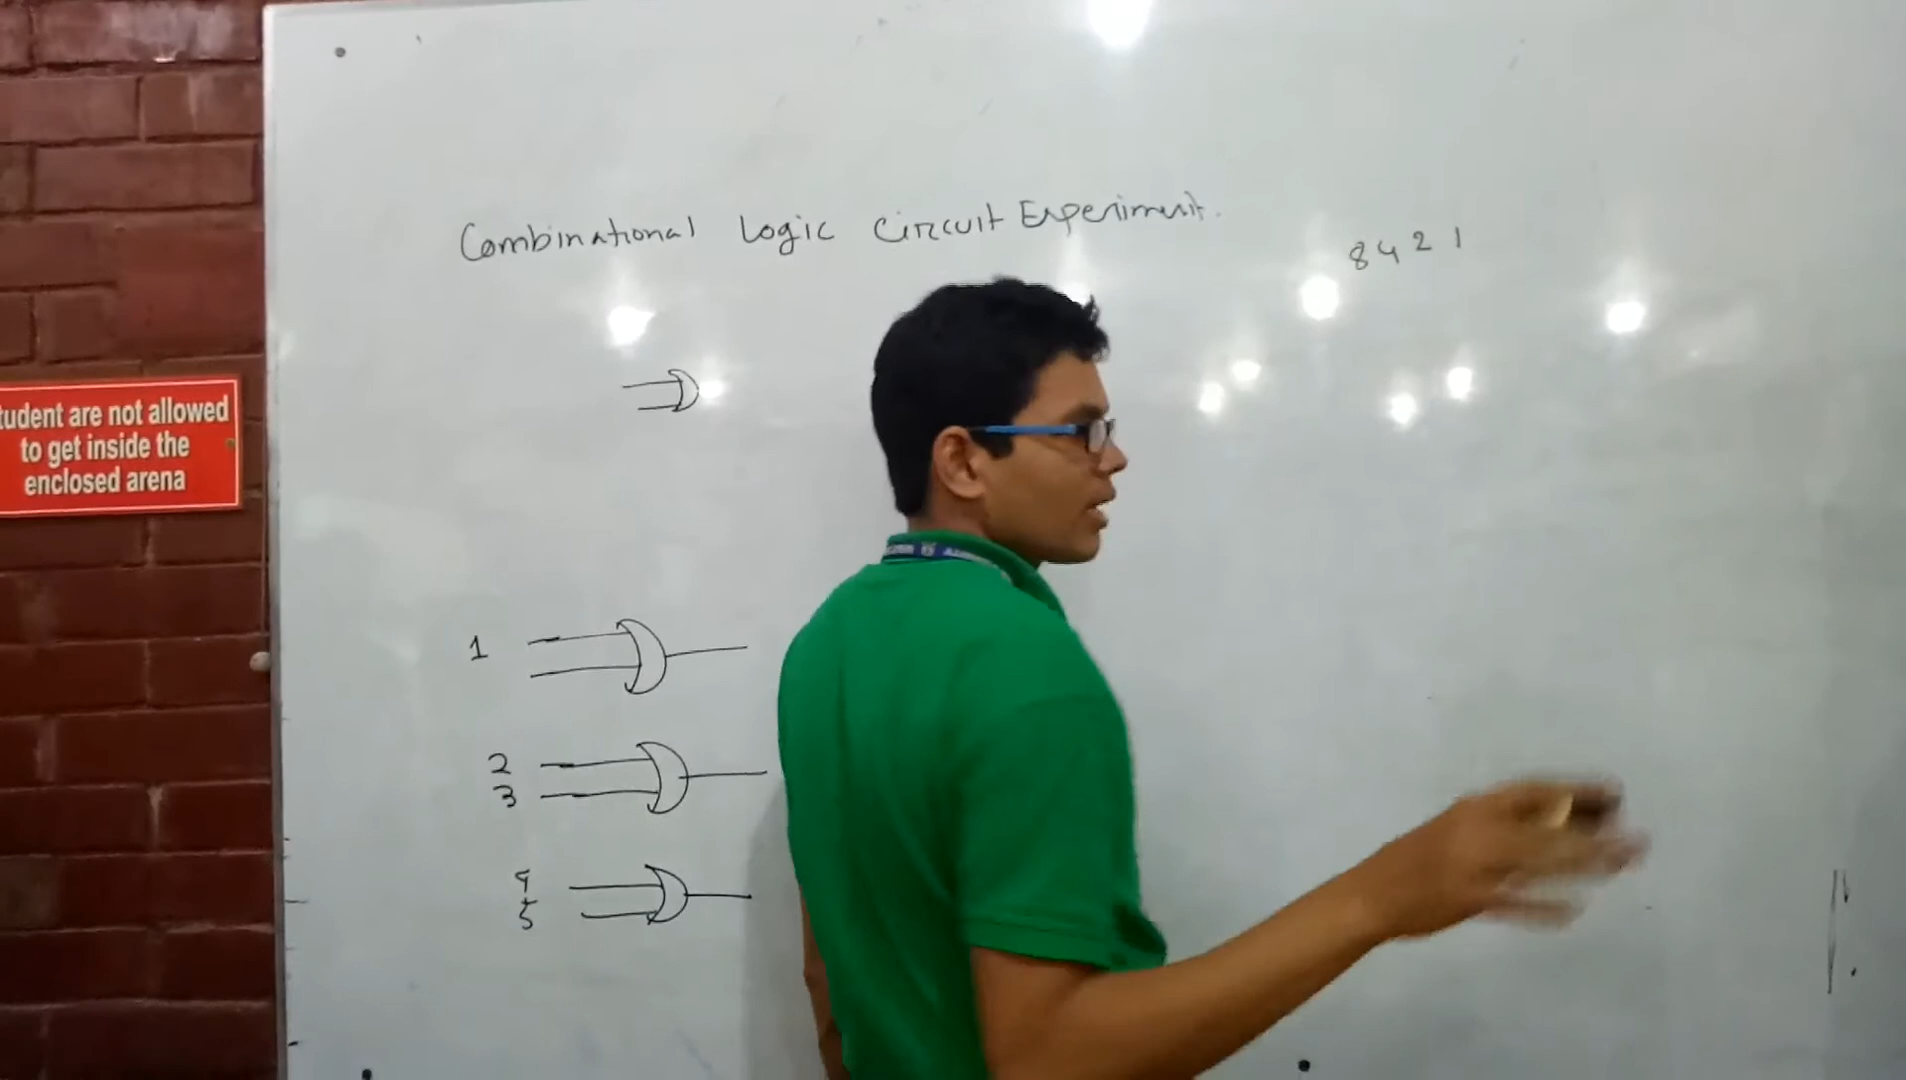 Combinational Logic Circuit Experiment.
8 4 2 1
tudent are not allowed
to get inside the
enclosed arena
1
2
3
4
5